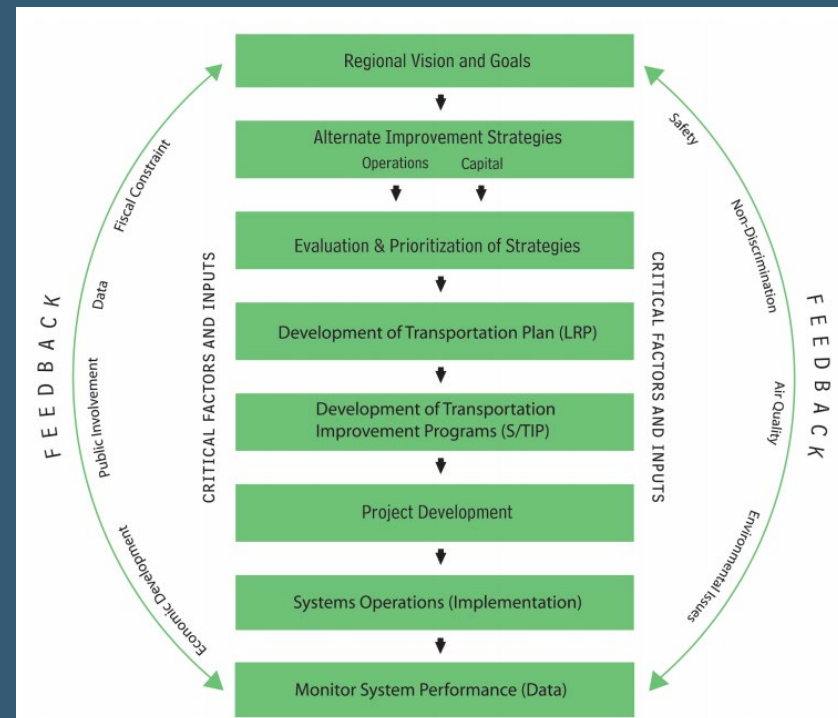 Regional Vision and Goals
Alternate Improvement Strategies
Operations Capital
Evaluation & Prioritization of Strategies
Development of Transportation Plan (LRP)
Development of Transportation
Improvement Programs (S/TIP)
Project Development
Systems Operations (Implementation)
Monitor System Performance (Data)
FEEDBACK
Fiscal Constraint
Data
Public Involvement
Economic Development
CRITICAL FACTORS AND INPUTS
CRITICAL FACTORS AND INPUTS
Safety
Non-Discrimination
Air Quality
Environmental Issues
FEEDBACK